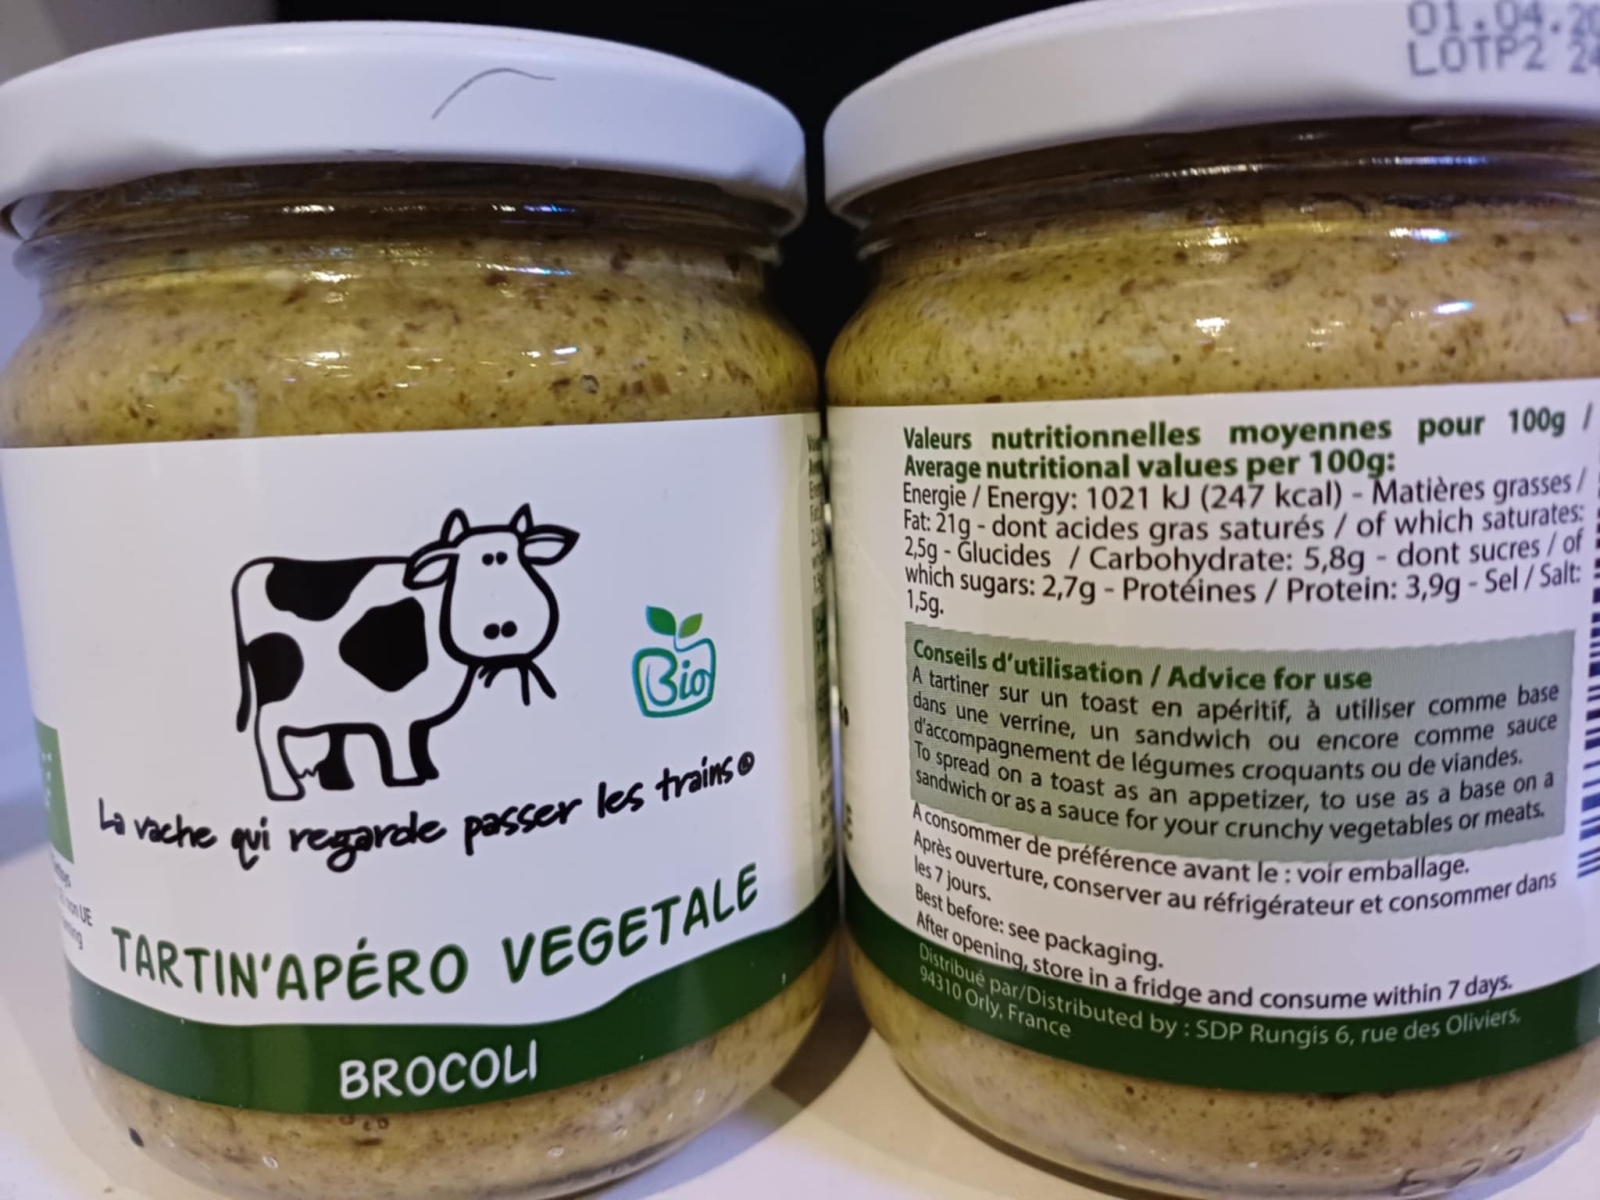 Bio
La vache qui regarde passer les trains®
TARTIN'APÉRO VEGETALE
BROCOLI
non UE
01.04.20
LOTP2 24
Valeurs nutritionnelles moyennes pour 100g /
Average nutritional values per 100g:
Energie / Energy: 1021 kJ (247 kcal) - Matières grasses /
Fat: 21g - dont acides gras saturés / of which saturates:
2,5g - Glucides / Carbohydrate: 5,8g - dont sucres / of
which sugars: 2,7g - Protéines / Protein: 3,9g - Sel / Salt:
1,5g.
Conseils d'utilisation / Advice for use
A tartiner sur un toast en apéritif, à utiliser comme base
dans une verrine, un sandwich ou encore comme sauce
d'accompagnement de légumes croquants ou de viandes.
To spread on a toast as an appetizer, to use as a base on a
sandwich or as a sauce for your crunchy vegetables or meats.
A consommer de préférence avant le : voir emballage.
Après ouverture, conserver au réfrigérateur et consommer dans
les 7 jours.
Best before: see packaging.
After opening, store in a fridge and consume within 7 days.
Distribué par/Distributed by : SDP Rungis 6, rue des Oliviers,
94310 Orly, France